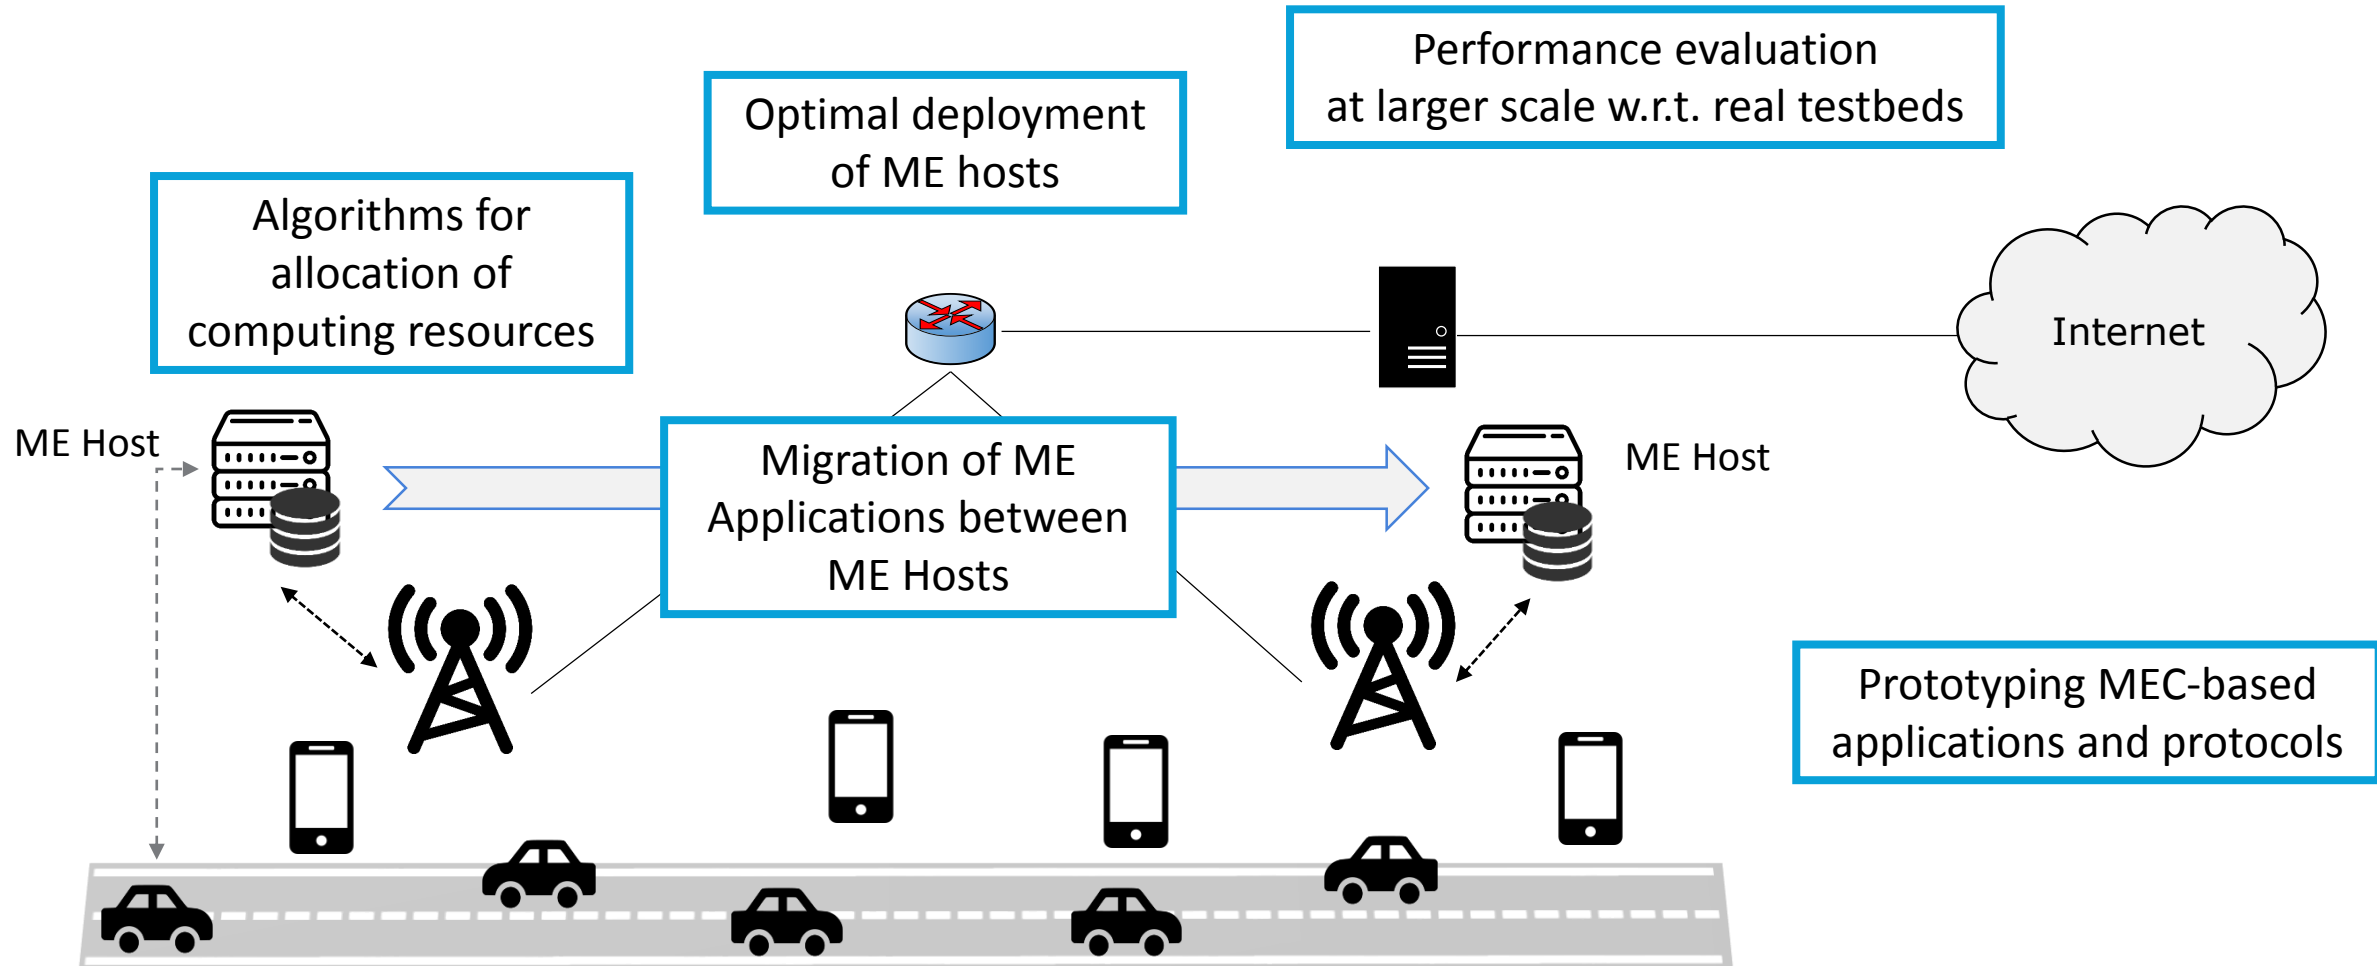 Performance evaluation
at larger scale w.r.t. real testbeds
Optimal deployment
of ME hosts
Algorithms for
allocation of
computing resources
Internet
ME Host
Migration of ME
Applications between
ME Hosts
ME Host
Prototyping MEC-based
applications and protocols